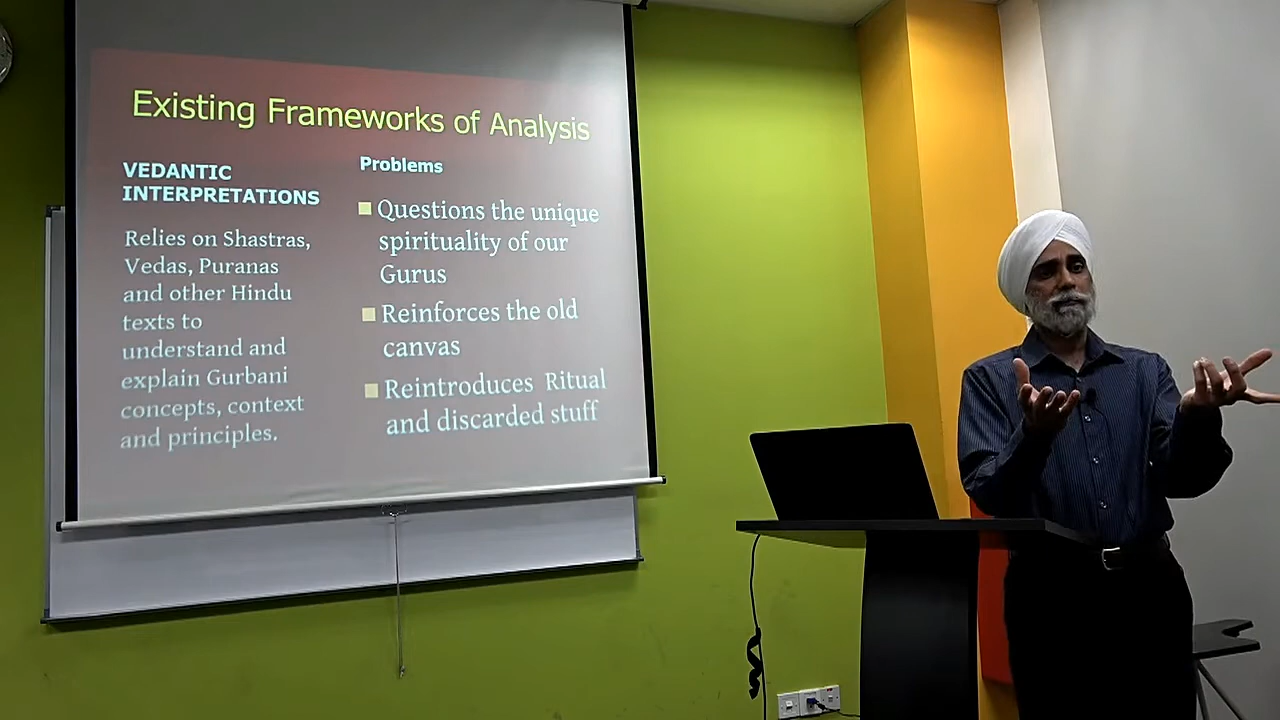 Existing Frameworks of Analysis
VEDANTIC
INTERPRETATIONS
Relies on Shastras,
Vedas, Puranas
and other Hindu
texts to
understand and
explain Gurbani
concepts, context
and principles.
Problems
Questions the unique
spirituality of our
Gurus
Reinforces the old
canvas
Reintroduces Ritual
and discarded stuff